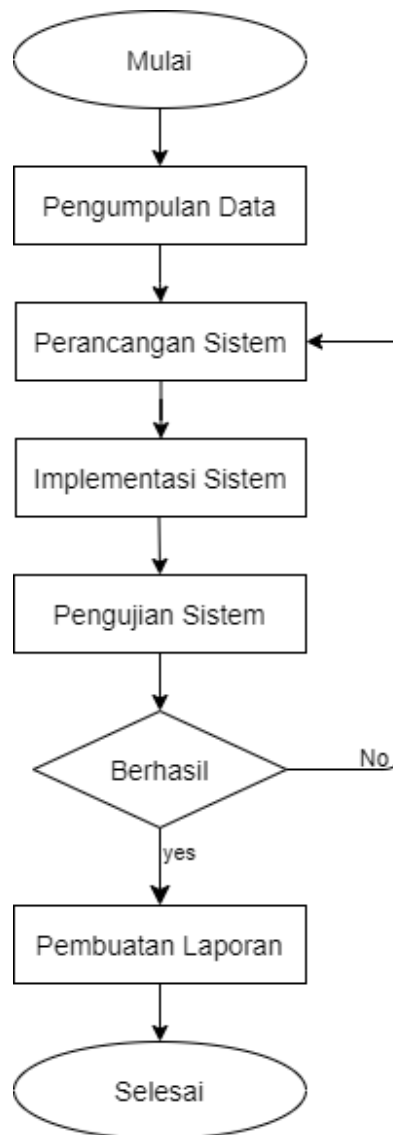 Mulai
Pengumpulan Data
Perancangan Sistem
Implementasi Sistem
Pengujian Sistem
Berhasil
No
yes
Pembuatan Laporan
Selesai